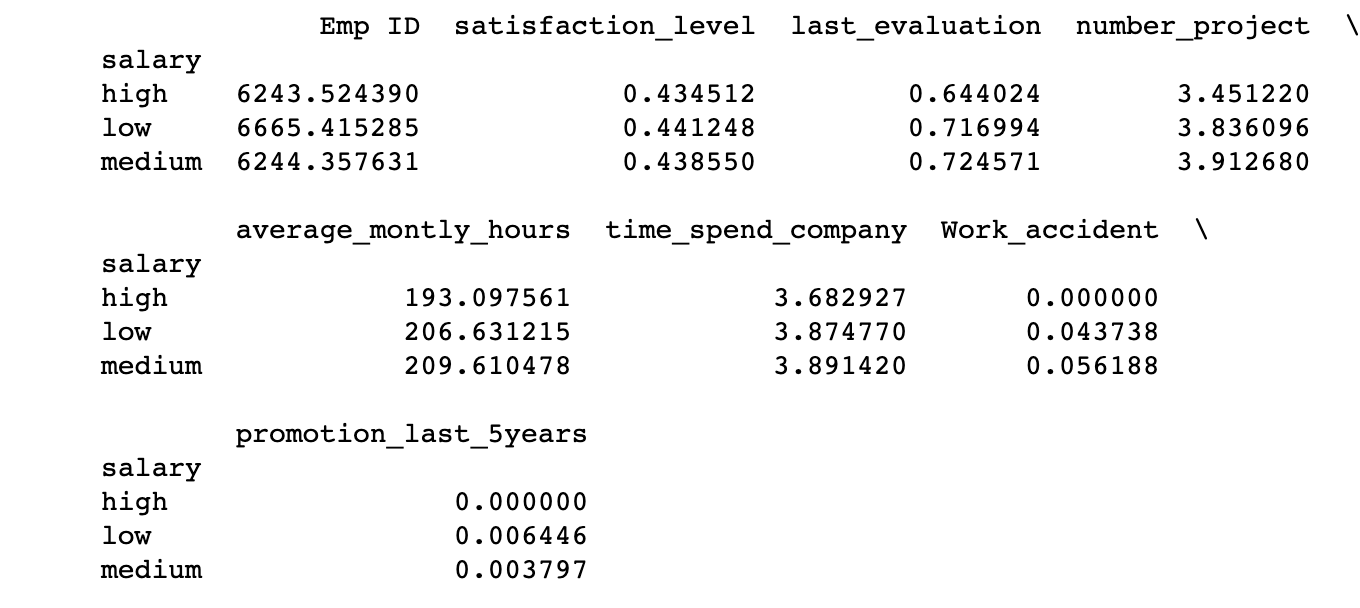 Emp ID satisfaction_level last_evaluation number_project \
salary
high 6243.524390 0.434512 0.644024 3.451220
low 6665.415285 0.441248 0.716994 3.836096
medium 6244.357631 0.438550 0.724571 3.912680
average_montly_hours time_spend_company Work_accident \
salary
high 193.097561 3.682927 0.000000
low 206.631215 3.874770 0.043738
medium 209.610478 3.891420 0.056188
promotion_last_5years
salary
high 0.000000
low 0.006446
medium 0.003797